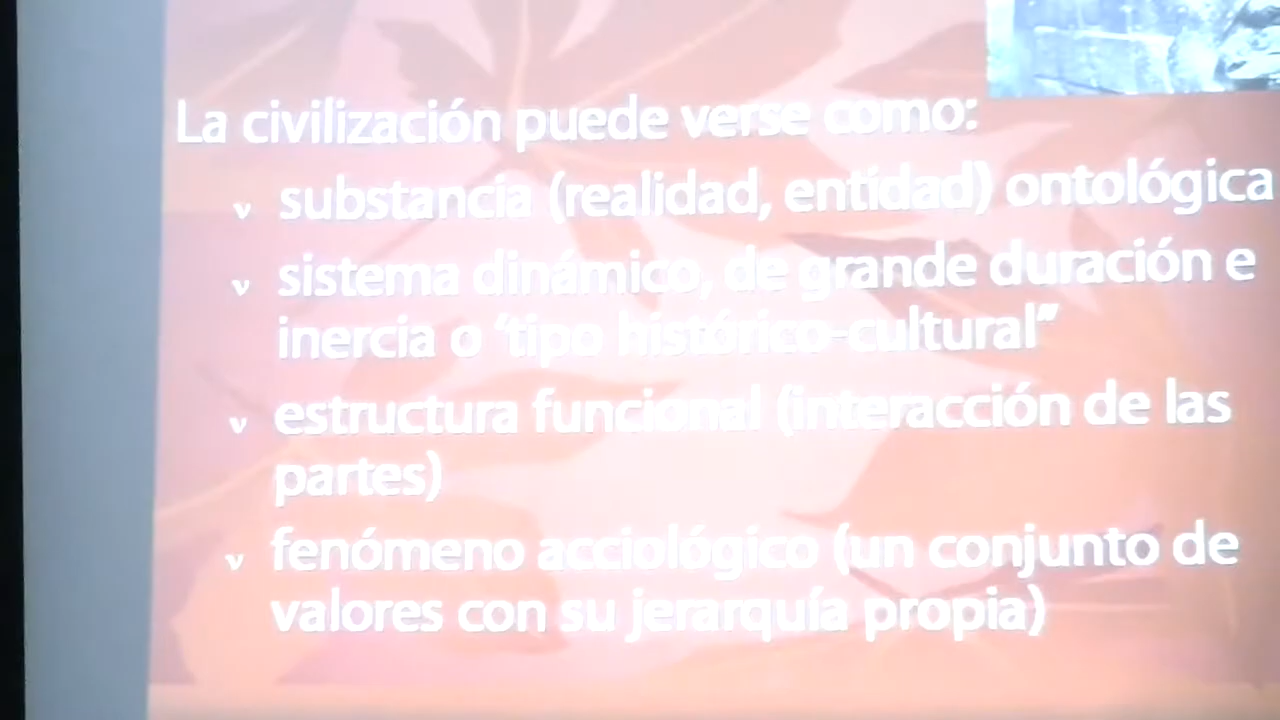 La civilización puede verse como:
v substancia (realidad, entidad) ontológica
v sistema dinámico, de grande duración e
inercia o “tipo histórico-cultural”
v estructura funcional (interacción de las
partes)
v fenómeno acciológico (un conjunto de
valores con su jerarquía propia)